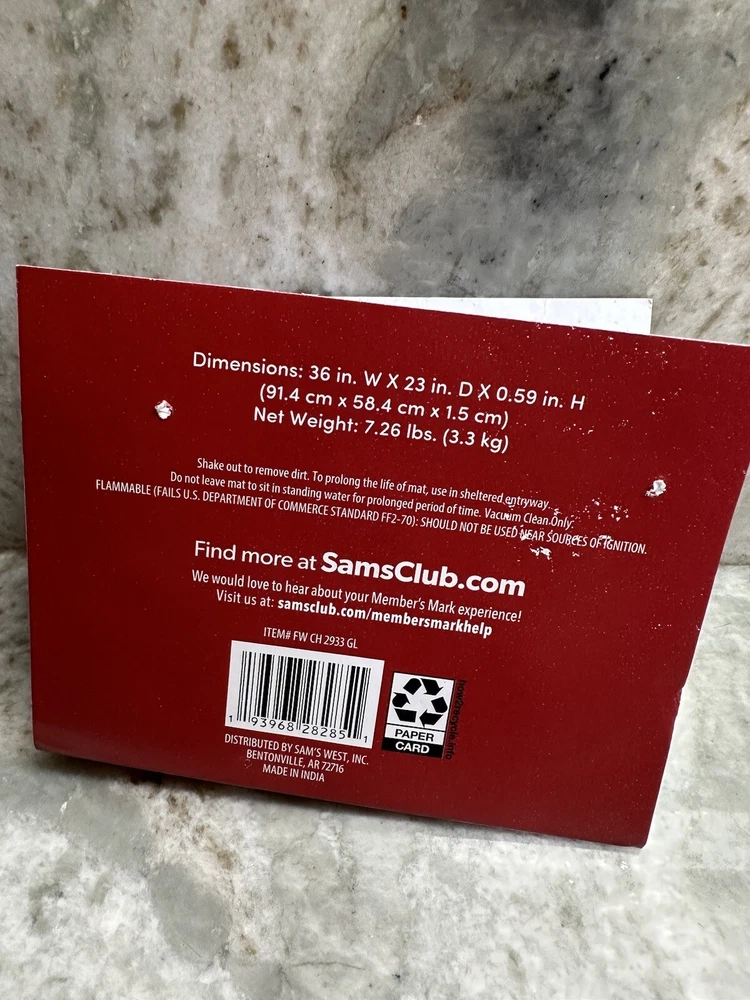 Dimensions: 36 in. W X 23 in. D X 0.59 in. H
(91.4 cm x 58.4 cm x 1.5 cm)
Net Weight: 7.26 lbs. (3.3 kg)
Shake out to remove dirt. To prolong the life of mat, use in sheltered entryway.
Do not leave mat to sit in standing water for prolonged period of time. Vacuum Clean Only.
FLAMMABLE (FAILS U.S. DEPARTMENT OF COMMERCE STANDARD FF2-70): SHOULD NOT BE USED NEAR SOURCES OF IGNITION.
Find more at SamsClub.com
We would love to hear about your Member's Mark experience!
Visit us at: samsclub.com/membersmarkhelp
ITEM# FW CH 2933 GL
1 93968 28285 1
PAPER
CARD
how2recycle.info
DISTRIBUTED BY SAM'S WEST, INC.
BENTONVILLE, AR 72716
MADE IN INDIA